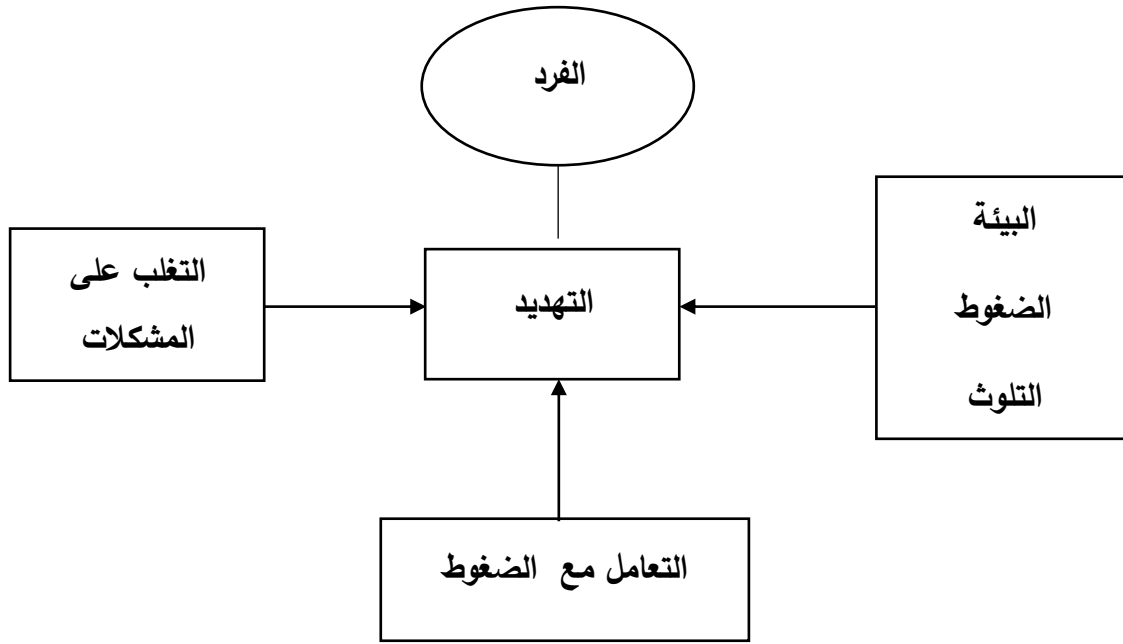 الفرد
البيئة
الضغوط
التلوث
التهديد
التغلب على
المشكلات
التعامل مع الضغوط